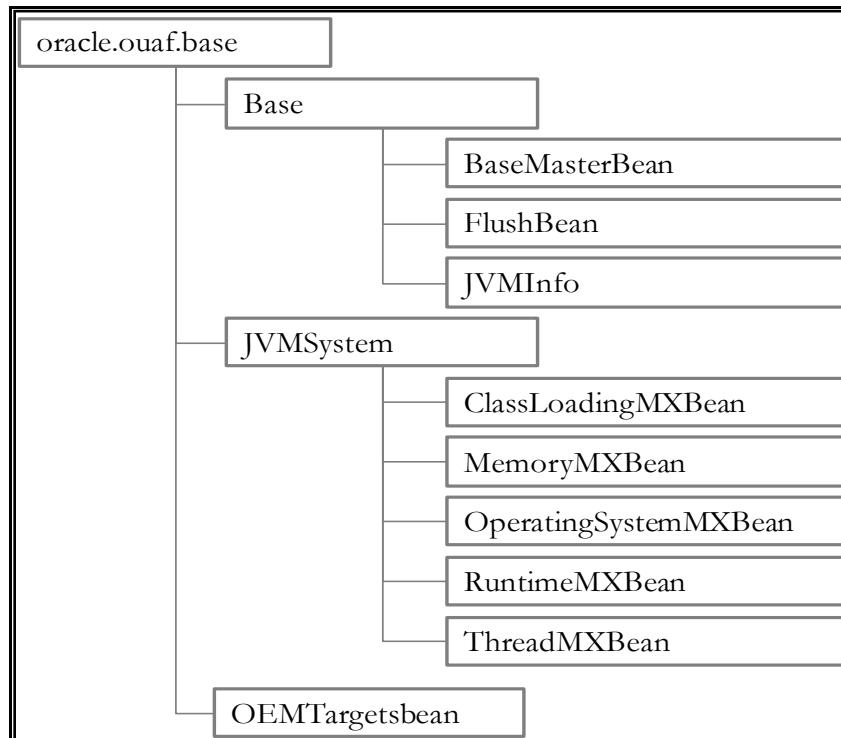 oracle.ouaf.base
Base
BaseMasterBean
FlushBean
JVMInfo
JVMSystem
ClassLoadingMXBean
MemoryMXBean
OperatingSystemMXBean
RuntimeMXBean
ThreadMXBean
OEMTargetsbean